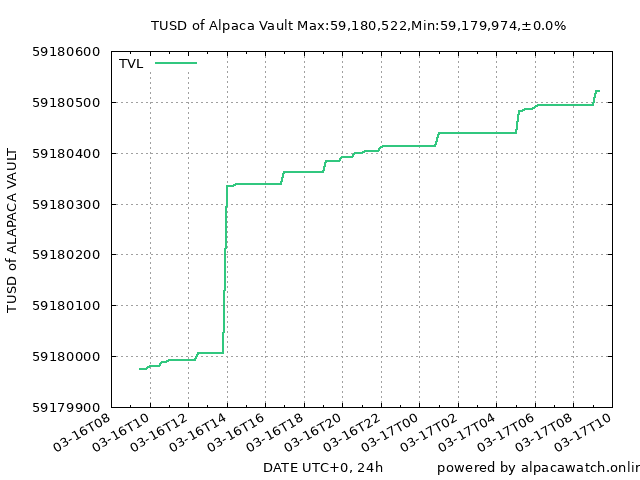 TUSD of Alpaca Vault Max:59,180,522,Min:59,179,974,±0.0%
TVL
59180600
59180500
59180400
59180300
59180200
59180100
59180000
59179900
TUSD of ALAPACA VAULT
03-16T08
03-16T10
03-16T12
03-16T14
03-16T16
03-16T18
03-16T20
03-16T22
03-17T00
03-17T02
03-17T04
03-17T06
03-17T08
03-17T10
DATE UTC+0, 24h
powered by alpacawatch.onlin